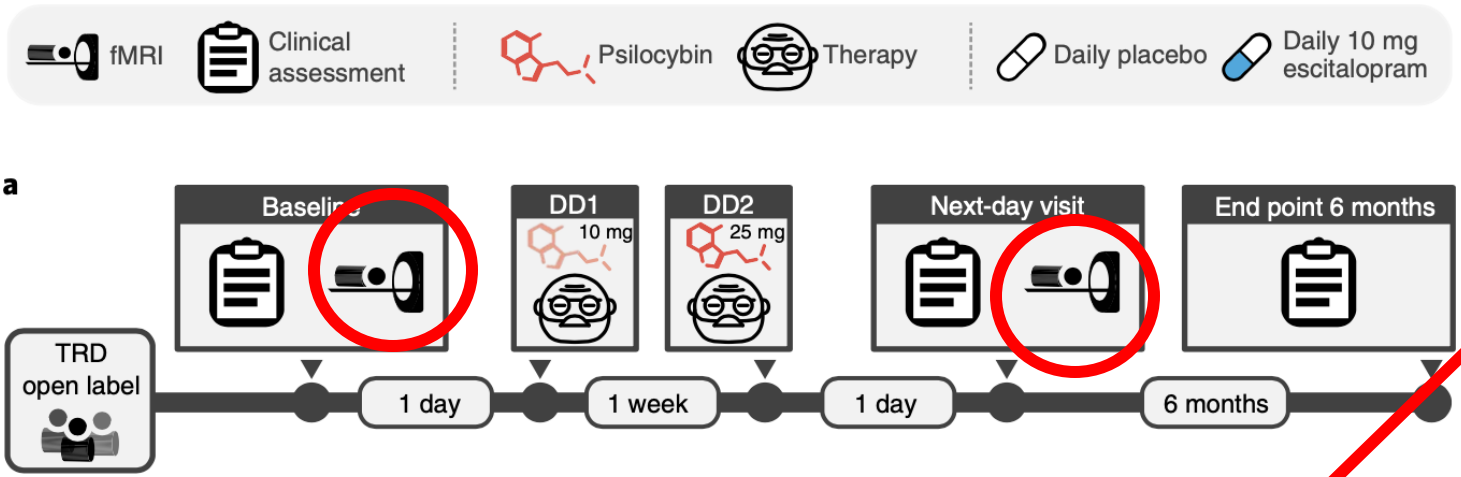 fMRI
Clinical
assessment
Psilocybin
Therapy
Daily placebo
Daily 10 mg
escitalopram
a
Baseline
DD1
DD2
Next-day visit
End point 6 months
10 mg
25 mg
TRD
open label
1 day
1 week
1 day
6 months